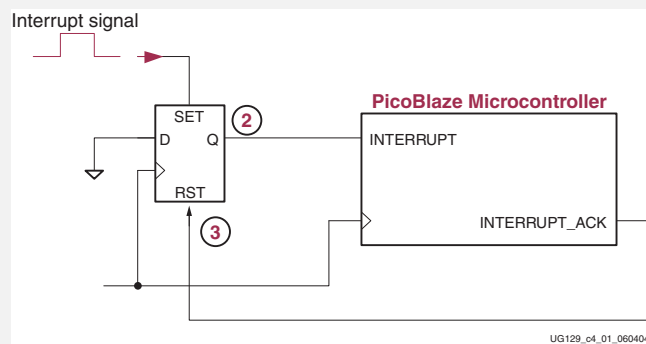 Interrupt signal
PicoBlaze Microcontroller
SET
2
D
Q
INTERRUPT
RST
3
INTERRUPT_ACK
UG129_c4_01_060404